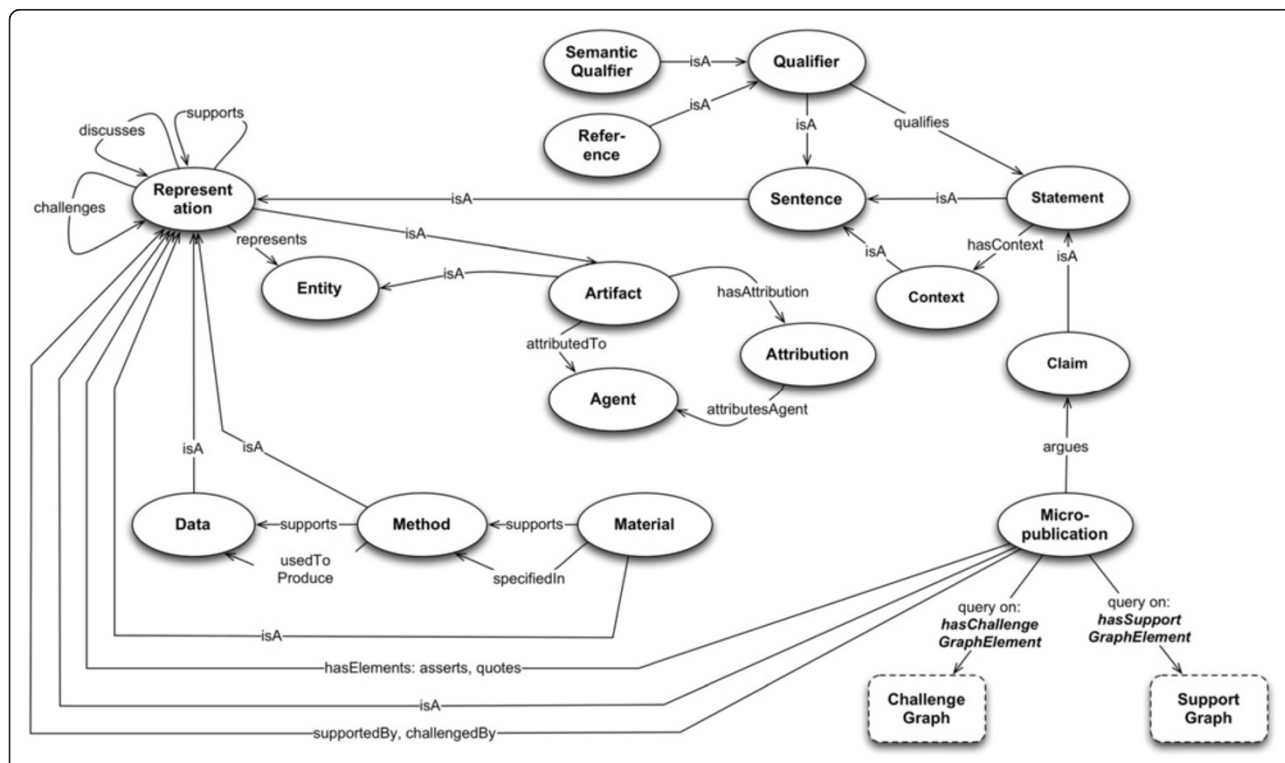 Semantic
Qualfier
isA
Qualifier
supports
discusses
isA
Refer-
ence
isA
qualifies
Represent
ation
challenges
isA
Sentence
isA
Statement
isA
represents
hasContext
isA
isA
Entity
isA
Artifact
hasAttribution
Context
attributedTo
Attribution
Claim
Agent
attributesAgent
isA
isA
argues
Data
supports
Method
supports
Material
Micro-
publication
usedTo
Produce
specifiedIn
query on:
hasChallenge
GraphElement
query on:
hasSupport
GraphElement
isA
hasElements: asserts, quotes
isA
supportedBy, challengedBy
Challenge
Graph
Support
Graph